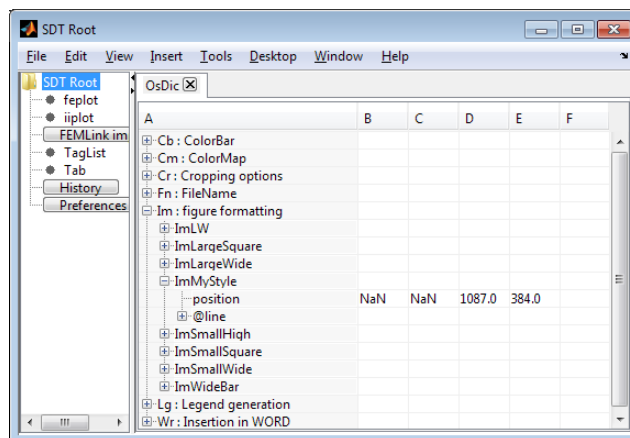 SDT Root
File Edit View Insert Tools Desktop Window Help
SDT Root
feplot
iiplot
FEMLink im
TagList
Tab
History
Preferences
OsDic
A B C D E F
Cb : ColorBar
Cm : ColorMap
Cr : Cropping options
Fn : FileName
Im : figure formatting
ImLW
ImLargeSquare
ImLargeWide
ImMyStyle
position NaN NaN 1087.0 384.0
@line
ImSmallHigh
ImSmallSquare
ImSmallWide
ImWideBar
Lg : Legend generation
Wr : Insertion in WORD